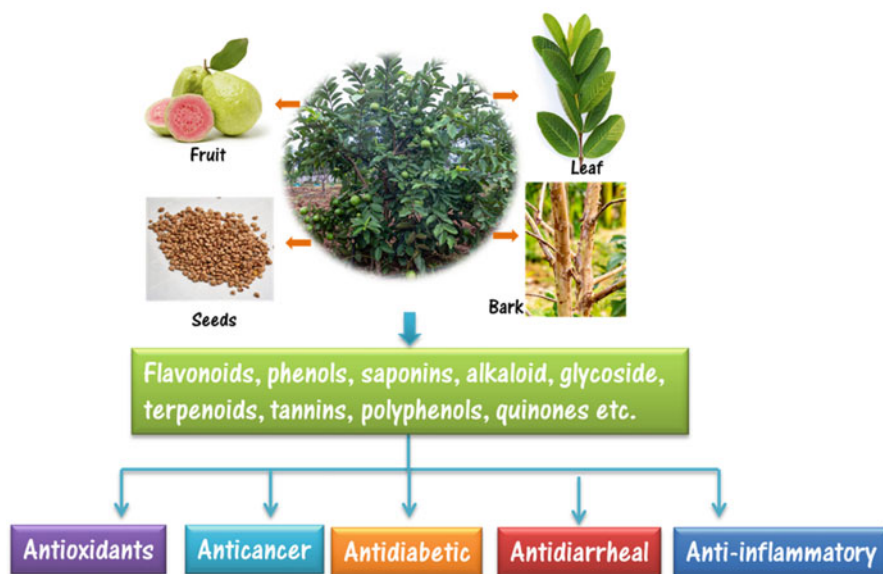 Fruit
Leaf
Seeds
Bark
Flavonoids, phenols, saponins, alkaloid, glycoside,
terpenoids, tannins, polyphenols, quinones etc.
Antioxidants
Anticancer
Antidiabetic
Antidiarrheal
Anti-inflammatory